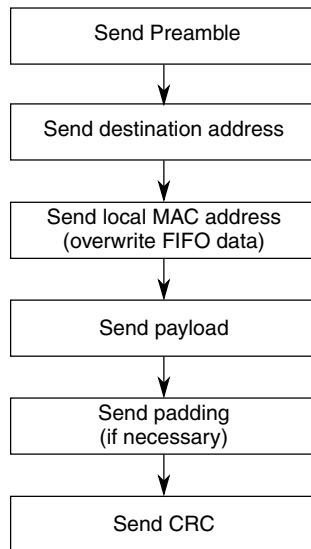 Send Preamble
Send destination address
Send local MAC address
(overwrite FIFO data)
Send payload
Send padding
(if necessary)
Send CRC